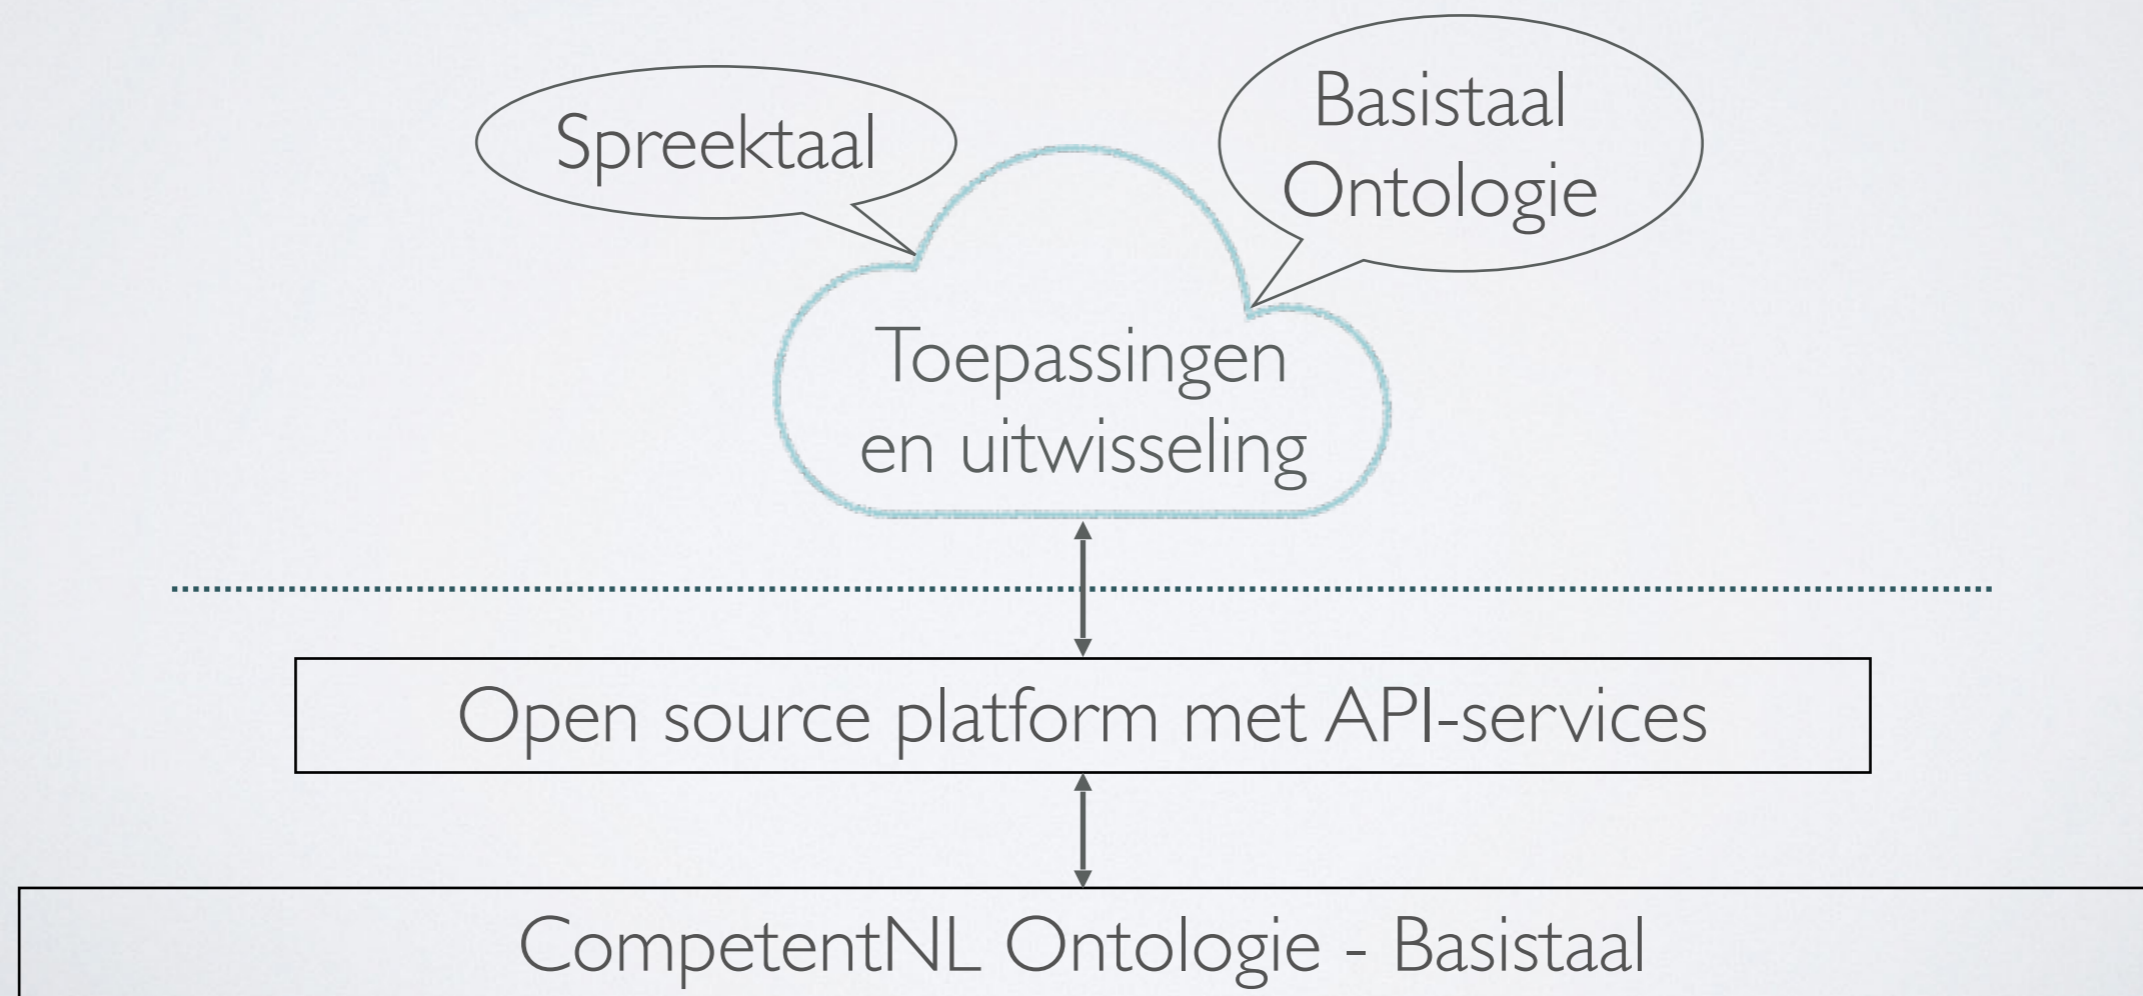 Spreektaal
Basistaal
Ontologie
Toepassingen
en uitwisseling
Open source platform met API-services
CompetentNL Ontologie - Basistaal